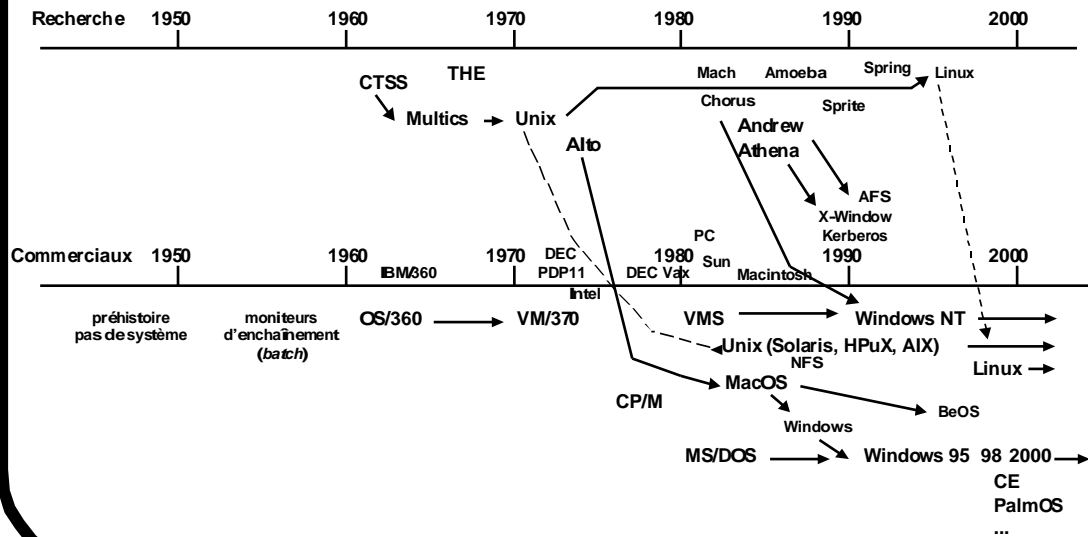 Recherche 1950 1960 1970 1980 1990 2000
CTSS THE Mach Amoeba Spring Linux
Multics Unix Chorus Sprite
Alto Andrew
Athena
AFS
X-Window
Kerberos
Commerciaux 1950 1960 1970 1980 1990 2000
DEC PC
IBM/360 PDP11 DEC Vax Sun Macintosh
Intel
préhistoire
pas de système
moniteurs
d'enchaînement
(batch)
OS/360 VM/370 VMS Windows NT
Unix (Solaris, HPuX, AIX)
NFS
Linux
MacOS
CP/M BeOS
Windows
MS/DOS Windows 95 98 2000
CE
PalmOS
...